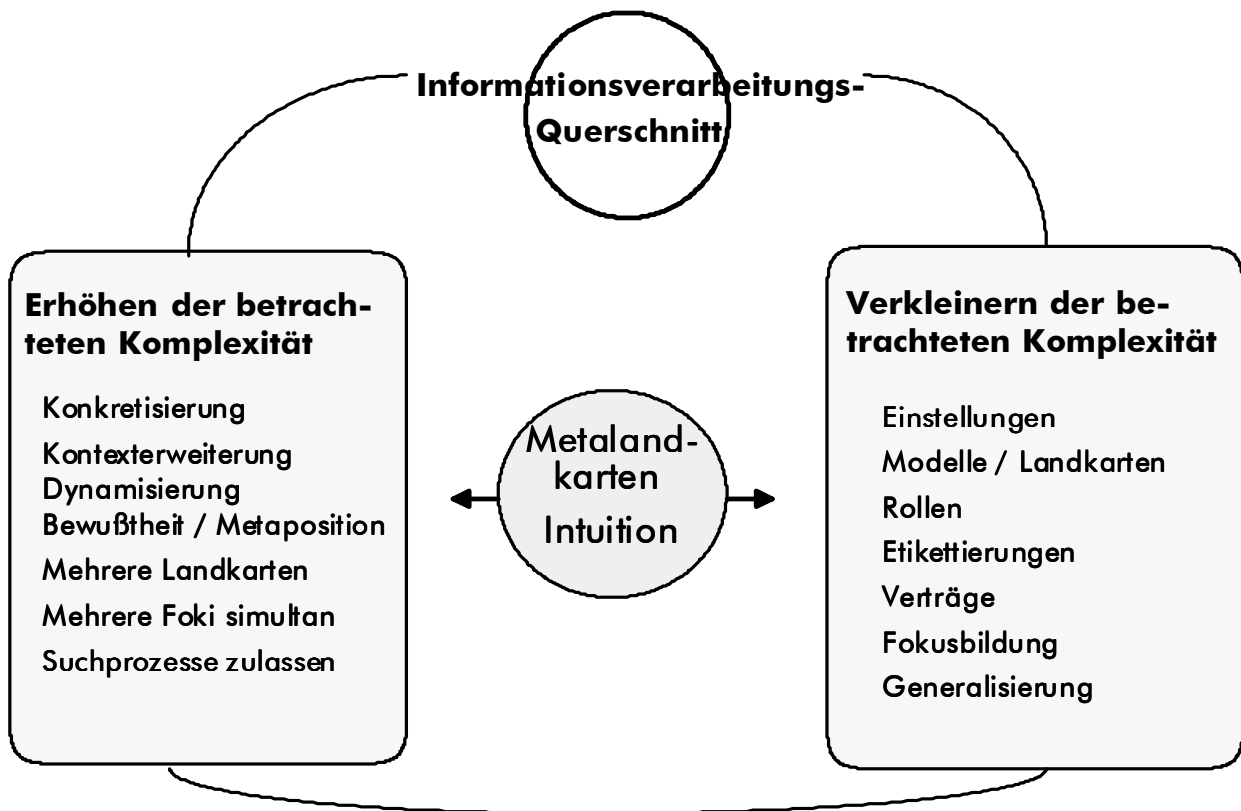 Informationsverarbeitungs-
Querschnitt
Erhöhen der betrach-
teten Komplexität
Konkretisierung
Kontexterweiterung
Dynamisierung
Bewußtheit / Metaposition
Mehrere Landkarten
Mehrere Foki simultan
Suchprozesse zulassen
Metaland-
karten
Intuition
Verkleinern der be-
trachteten Komplexität
Einstellungen
Modelle / Landkarten
Rollen
Etikettierungen
Verträge
Fokusbildung
Generalisierung